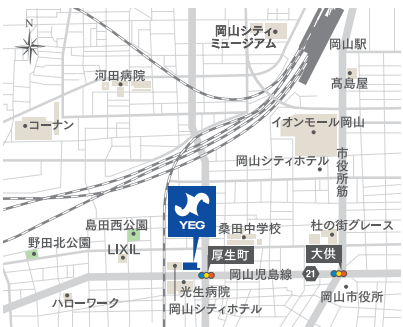 N
岡山シティ
ミュージアム
岡山駅
河田病院
髙島屋
コーナン
イオンモール岡山
岡山シティホテル
市役所筋
YEG
島田西公園
桑田中学校
杜の街グレース
野田北公園
LIXIL
厚生町
大供
岡山児島線
21
ハローワーク
光生病院
岡山シティホテル
岡山市役所